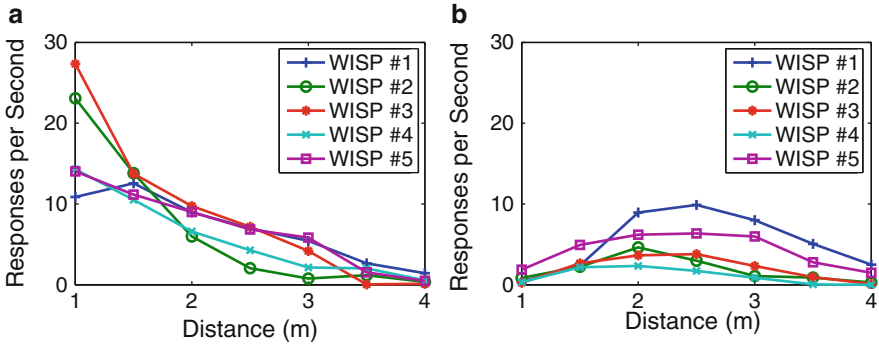 a
30
20
10
0
Responses per Second
1 2 3 4
Distance (m)
WISP #1
WISP #2
WISP #3
WISP #4
WISP #5
b
30
20
10
0
Responses per Second
1 2 3 4
Distance (m)
WISP #1
WISP #2
WISP #3
WISP #4
WISP #5